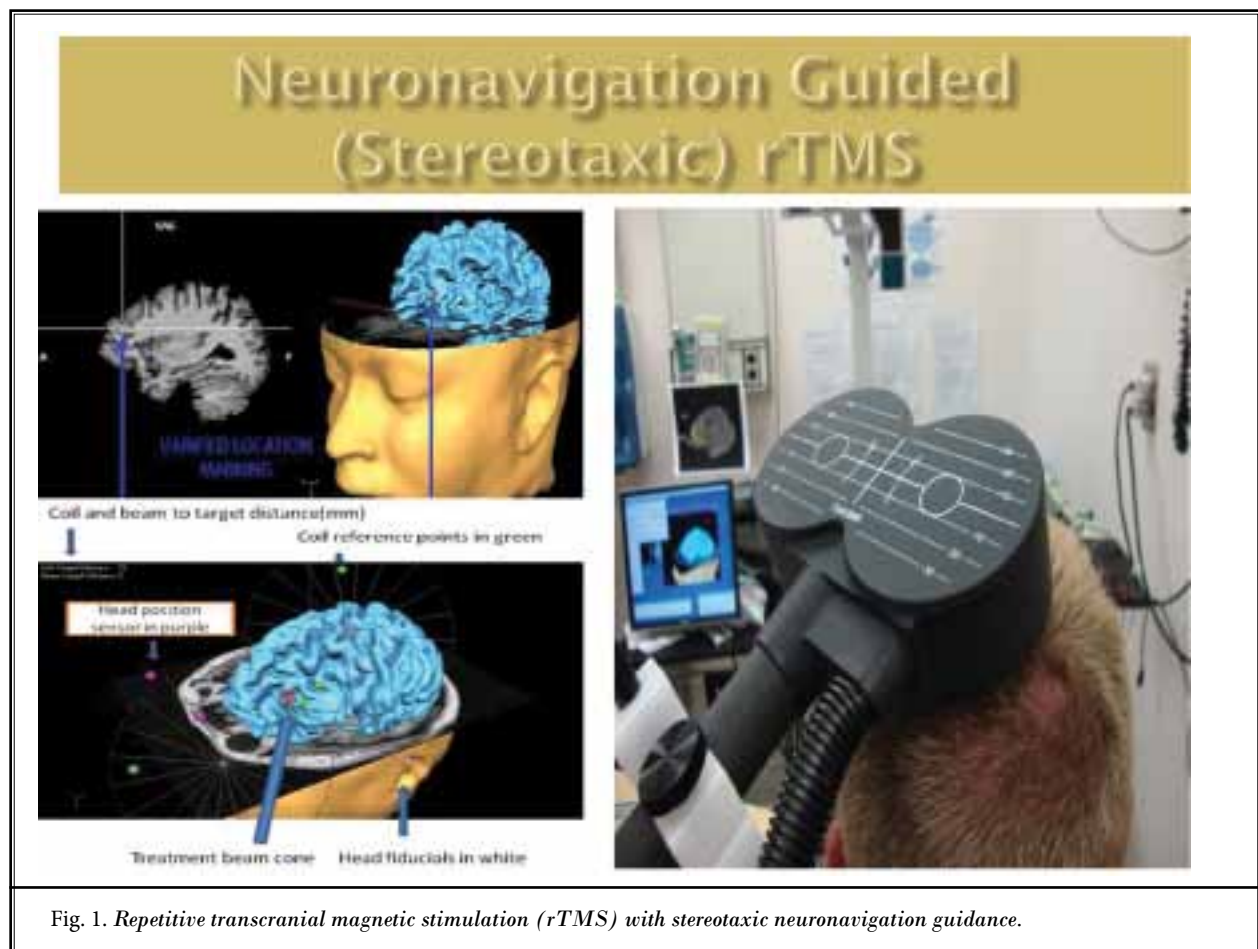 Neuronavigation Guided
(Stereotaxic) rTMS
LOCATION
MARKING
Coil and beam to target distance(mm)
Coil reference points in green
Head position
sensor in purple
Treatment beam cone
Head fiducials in white
Fig. 1. Repetitive transcranial magnetic stimulation (rTMS) with stereotaxic neuronavigation guidance.